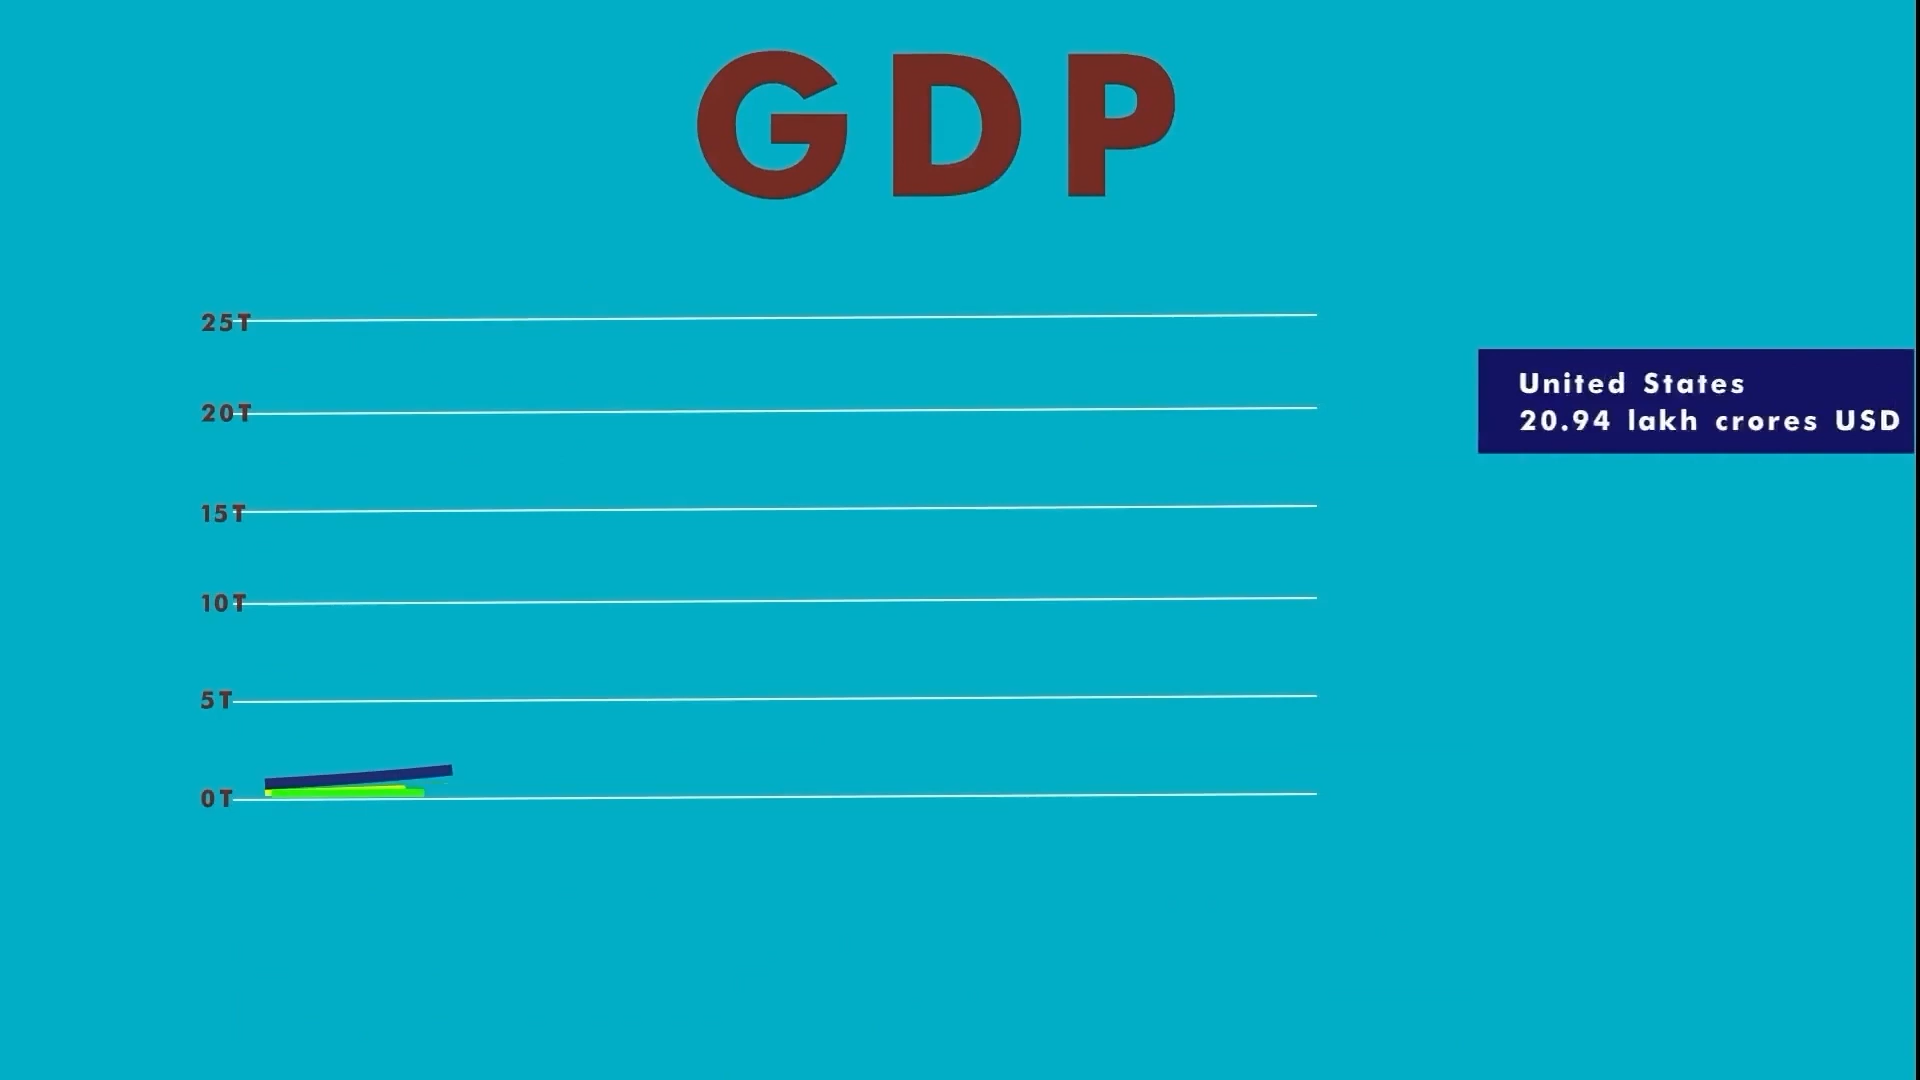 GDP
25T
20T
15T
10T
5T
0T
United States
20.94 lakh crores USD